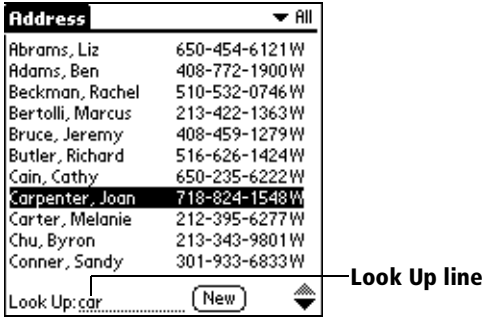 Address ▼ All
Abrams, Liz 650-454-6121W
Adams, Ben 408-772-1900W
Beckman, Rachel 510-532-0746W
Bertolli, Marcus 213-422-1363W
Bruce, Jeremy 408-459-1279W
Butler, Richard 516-626-1424W
Cain, Cathy 650-235-6222W
Carpenter, Joan 718-824-1548W
Carter, Melanie 212-395-6277W
Chu, Byron 213-343-9801W
Conner, Sandy 301-933-6833W
Look Up line
Look Up: car New